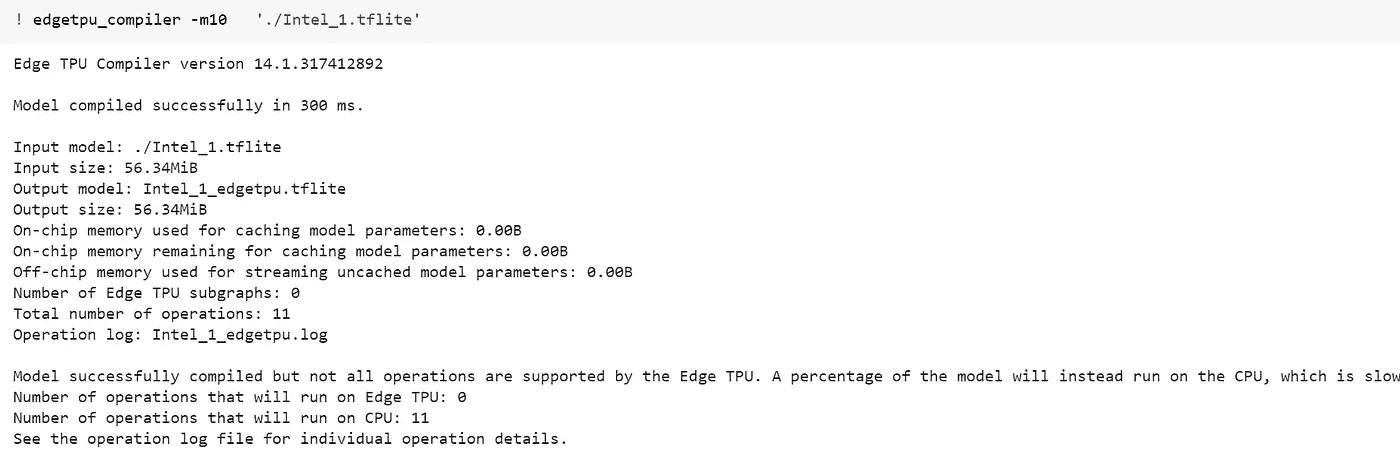 ! edgetpu_compiler -m10   './Intel_1.tflite'
Edge TPU Compiler version 14.1.317412892
Model compiled successfully in 300 ms.
Input model: ./Intel_1.tflite
Input size: 56.34MiB
Output model: Intel_1_edgetpu.tflite
Output size: 56.34MiB
On-chip memory used for caching model parameters: 0.00B
On-chip memory remaining for caching model parameters: 0.00B
Off-chip memory used for streaming uncached model parameters: 0.00B
Number of Edge TPU subgraphs: 0
Total number of operations: 11
Operation log: Intel_1_edgetpu.log
Model successfully compiled but not all operations are supported by the Edge TPU. A percentage of the model will instead run on the CPU, which is slow
Number of operations that will run on Edge TPU: 0
Number of operations that will run on CPU: 11
See the operation log file for individual operation details.